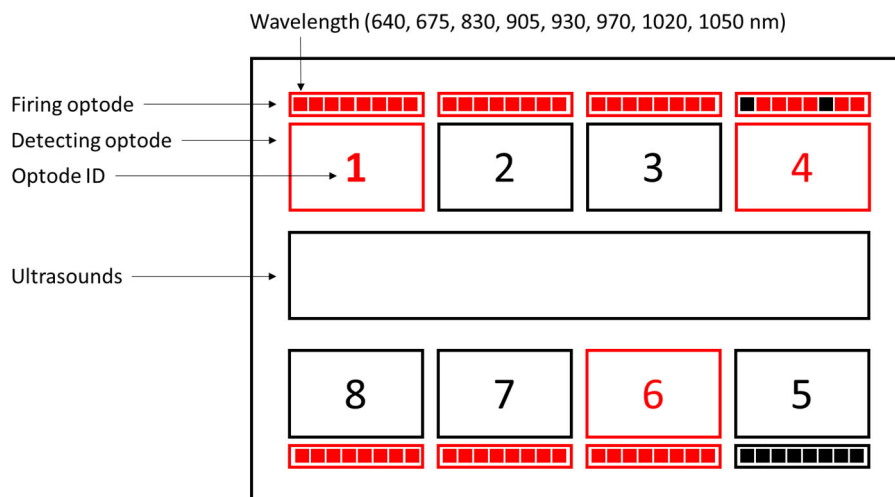 Wavelength (640, 675, 830, 905, 930, 970, 1020, 1050 nm)
Firing optode
Detecting optode
Optode ID
1 2 3 4
Ultrasounds
8 7 6 5